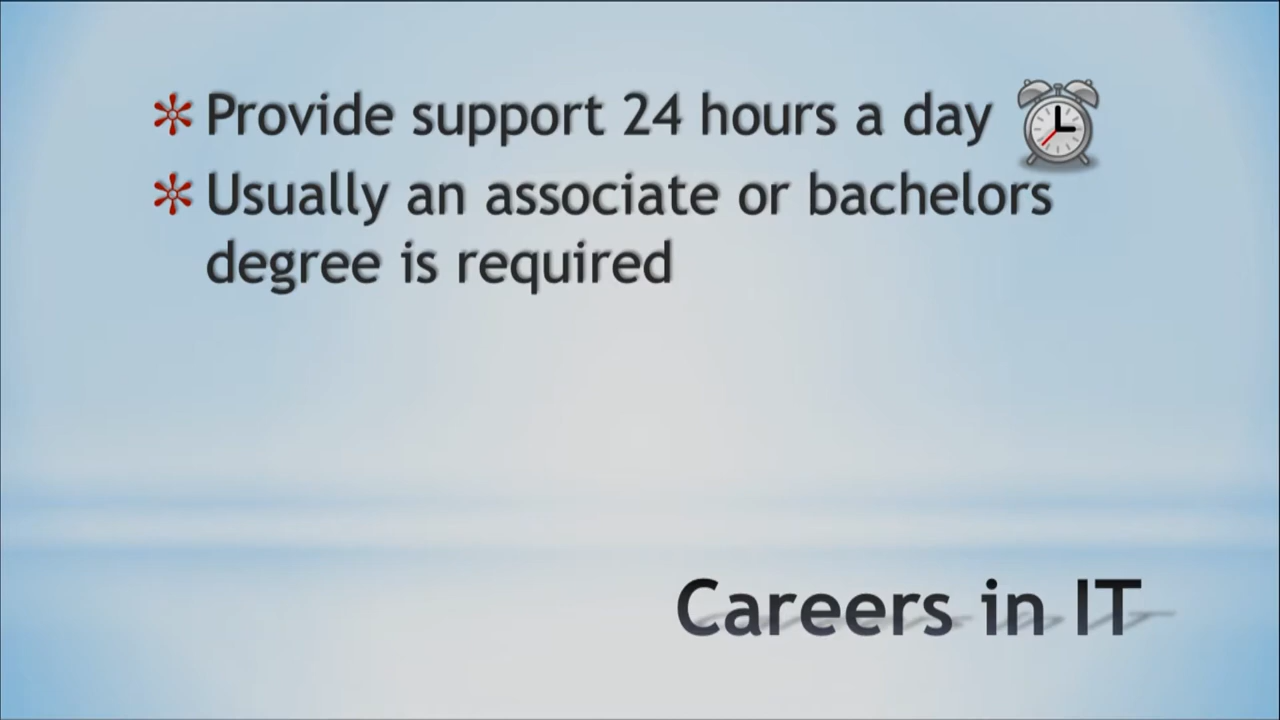 Provide support 24 hours a day
Usually an associate or bachelors
degree is required
Careers in IT